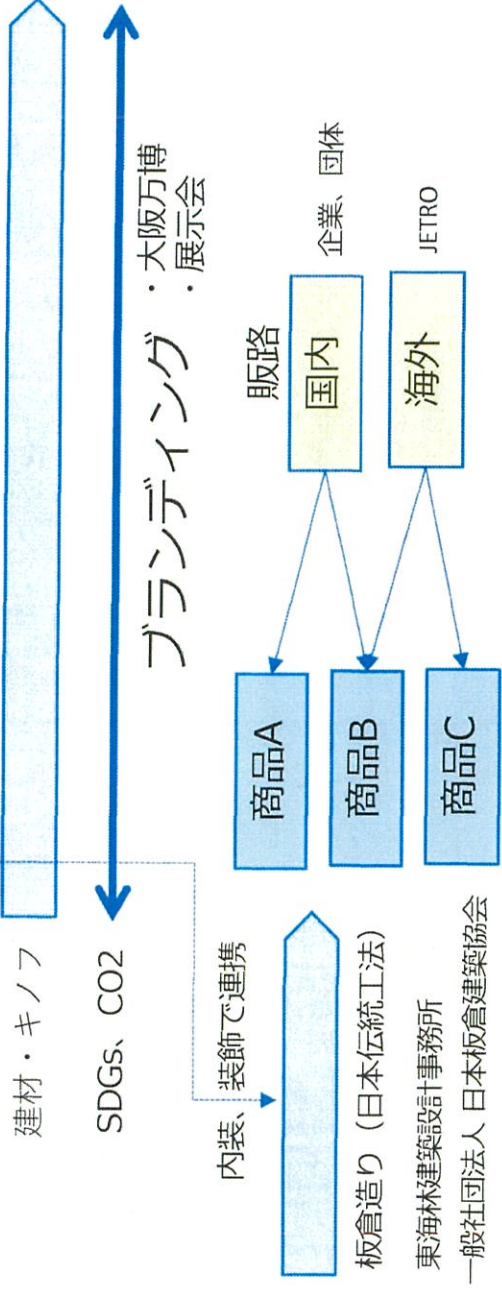 建材・キノフ
SDGs、CO2
ブランディング
・大阪万博
・展示会
内装、装飾で連携
板倉造り（日本伝統工法）
東海林建築設計事務所
一般社団法人 日本板倉建築協会
商品A
商品B
商品C
販路
国内
海外
企業、団体
JETRO